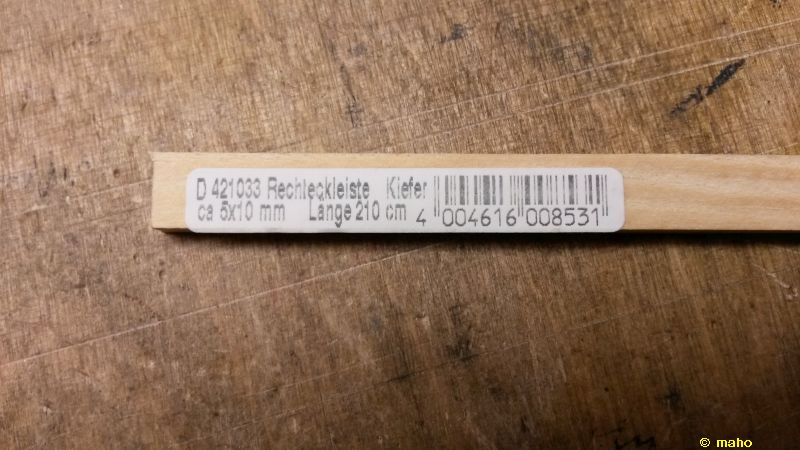 D 421033 Rechteckleiste Kiefer
ca 5x10 mm Länge 210 cm
4 004616 008531
© maho